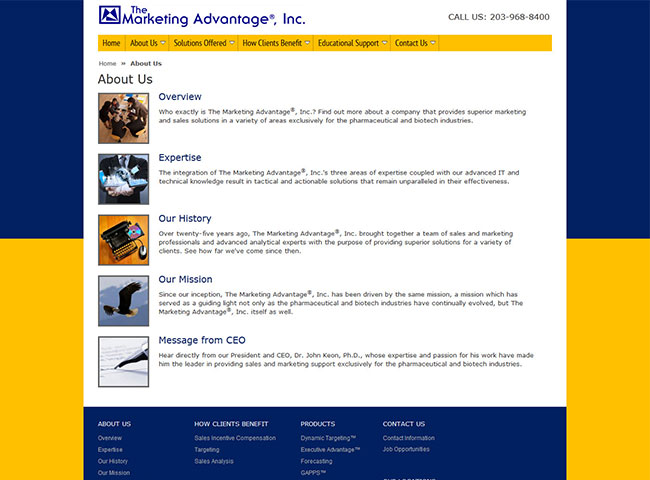 The
Marketing Advantage®, Inc.
CALL US: 203-968-8400
Home About Us Solutions Offered How Clients Benefit Educational Support Contact Us
Home » About Us
About Us
Overview
Who exactly is The Marketing Advantage®, Inc.? Find out more about a company that provides superior marketing
and sales solutions in a variety of areas exclusively for the pharmaceutical and biotech industries.
Expertise
The integration of The Marketing Advantage®, Inc.'s three areas of expertise coupled with our advanced IT and
technical knowledge result in tactical and actionable solutions that remain unparalleled in their effectiveness.
Our History
Over twenty-five years ago, The Marketing Advantage®, Inc. brought together a team of sales and marketing
professionals and advanced analytical experts with the purpose of providing superior solutions for a variety of
clients. See how far we've come since then.
Our Mission
Since our inception, The Marketing Advantage®, Inc. has been driven by the same mission, a mission which has
served as a guiding light not only as the pharmaceutical and biotech industries have continually evolved, but The
Marketing Advantage®, Inc. itself as well.
Message from CEO
Hear directly from our President and CEO, Dr. John Keon, Ph.D., whose expertise and passion for his work have made
him the leader in providing sales and marketing support exclusively for the pharmaceutical and biotech industry.
ABOUT US
Overview
Expertise
Our History
Our Mission
HOW CLIENTS BENEFIT
Sales Incentive Compensation
Targeting
Sales Analysis
PRODUCTS
Dynamic Targeting™
Executive Advantage™
Forecasting
GAPPS™
CONTACT US
Contact Information
Job Opportunities